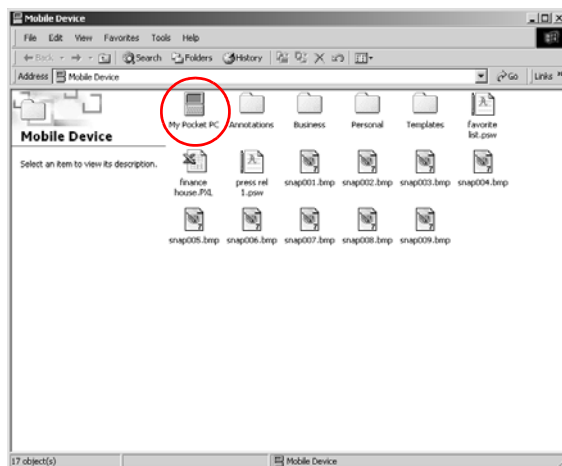 Mobile Device
File Edit View Favorites Tools Help
Back Search Folders History
Address Mobile Device Go Links »
Mobile Device
Select an item to view its description.
My Pocket PC Annotations Business Personal Templates favorite
list.psw
finance press rel snap001.bmp snap002.bmp snap003.bmp snap004.bmp
house.PXL 1.psw
snap005.bmp snap006.bmp snap007.bmp snap008.bmp snap009.bmp
17 object(s) Mobile Device